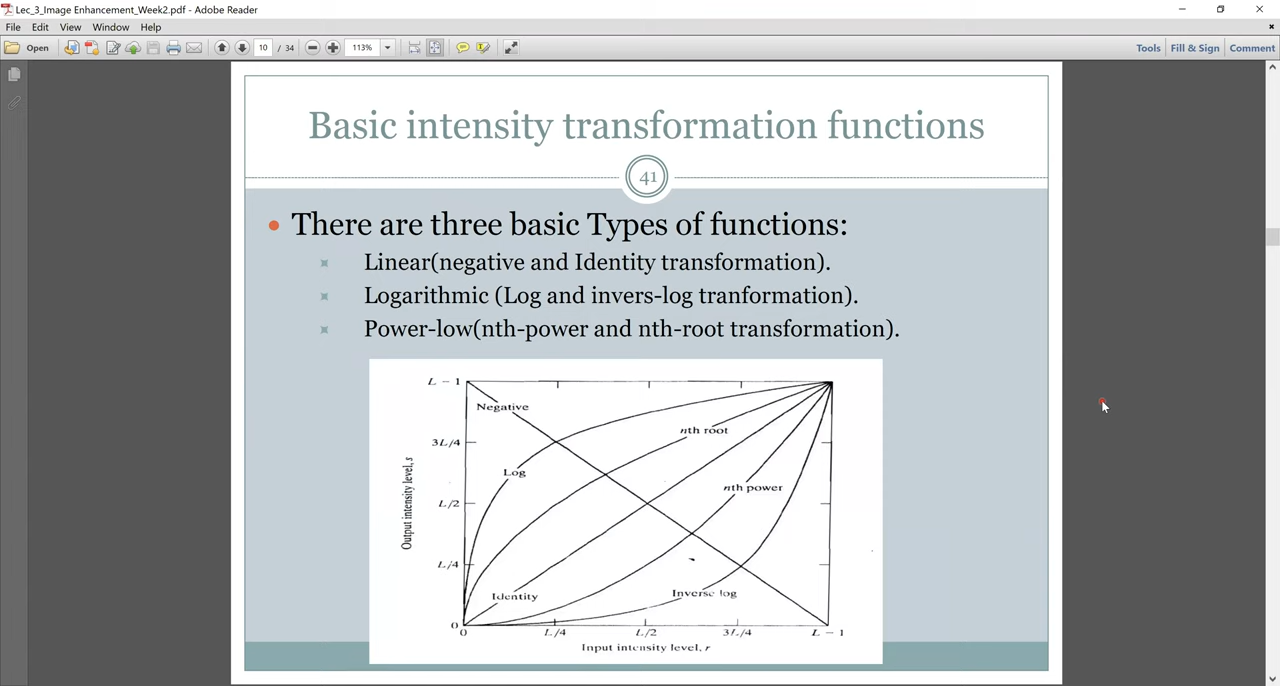 Lec_3_Image Enhancement_Week2.pdf - Adobe Reader
File Edit View Window Help
Open 10 / 34 113% Tools Fill & Sign Comment
Basic intensity transformation functions
41
There are three basic Types of functions:
Linear(negative and Identity transformation).
Logarithmic (Log and invers-log tranformation).
Power-low(nth-power and nth-root transformation).
L − 1
Negative
nth root
3L/4
Log
nth power
L/2
Output intensity level, s
L/4
Identity
Inverse log
0
0 L/4 L/2 3L/4 L − 1
Input intensity level, r